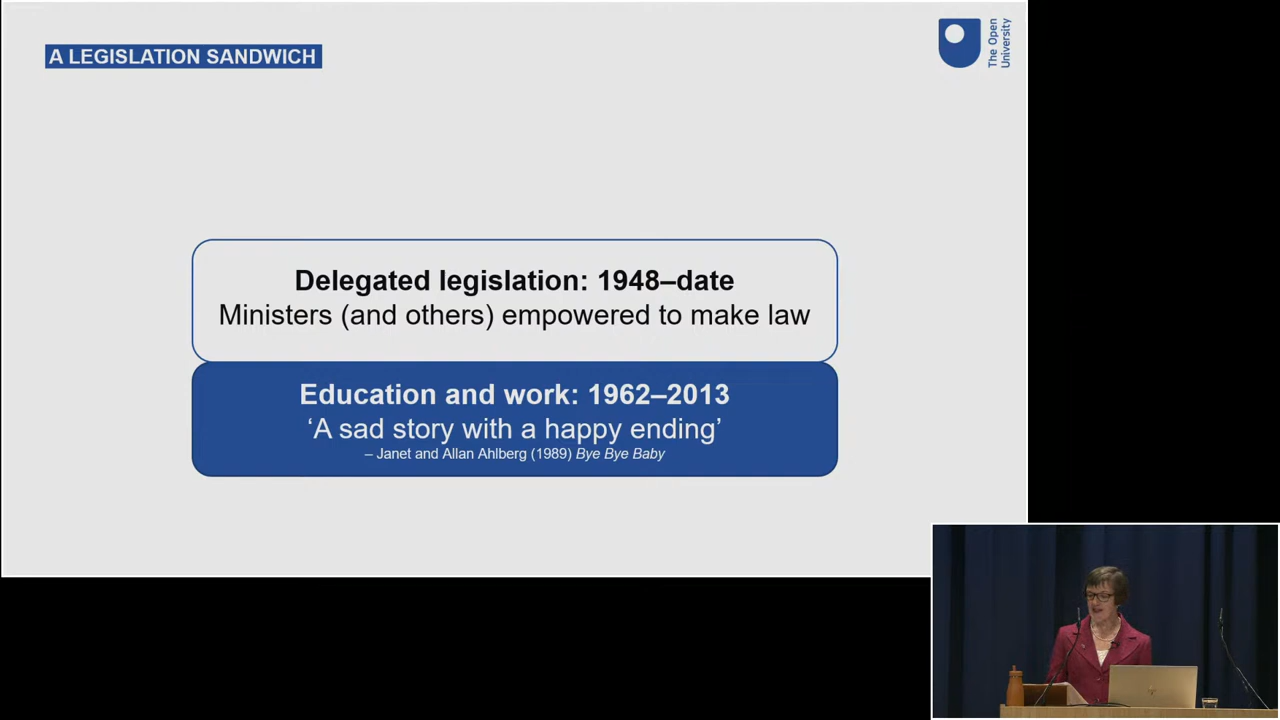 A LEGISLATION SANDWICH
The Open
University
Delegated legislation: 1948–date
Ministers (and others) empowered to make law
Education and work: 1962–2013
‘A sad story with a happy ending’
– Janet and Allan Ahlberg (1989) Bye Bye Baby